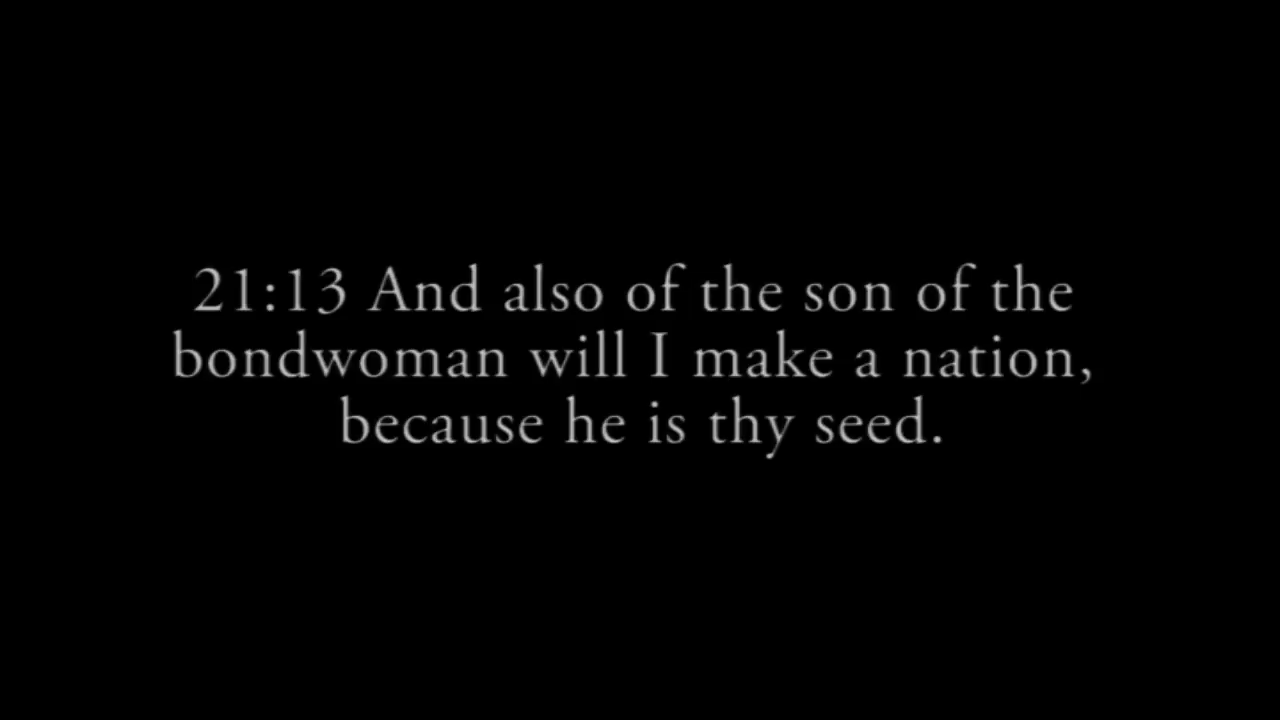 21:13 And also of the son of the
bondwoman will I make a nation,
because he is thy seed.